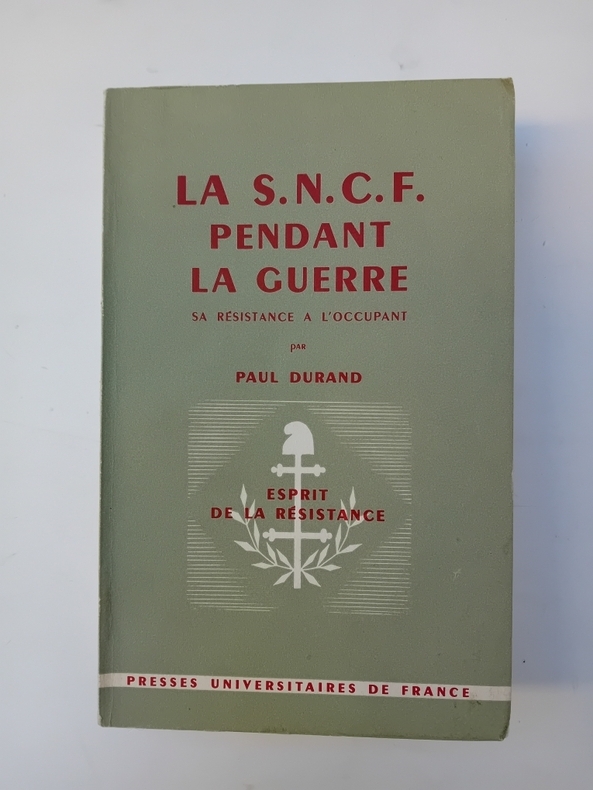 LA S.N.C.F.
PENDANT
LA GUERRE
SA RÉSISTANCE A L'OCCUPANT
PAR
PAUL DURAND
ESPRIT
DE LA RÉSISTANCE
PRESSES UNIVERSITAIRES DE FRANCE